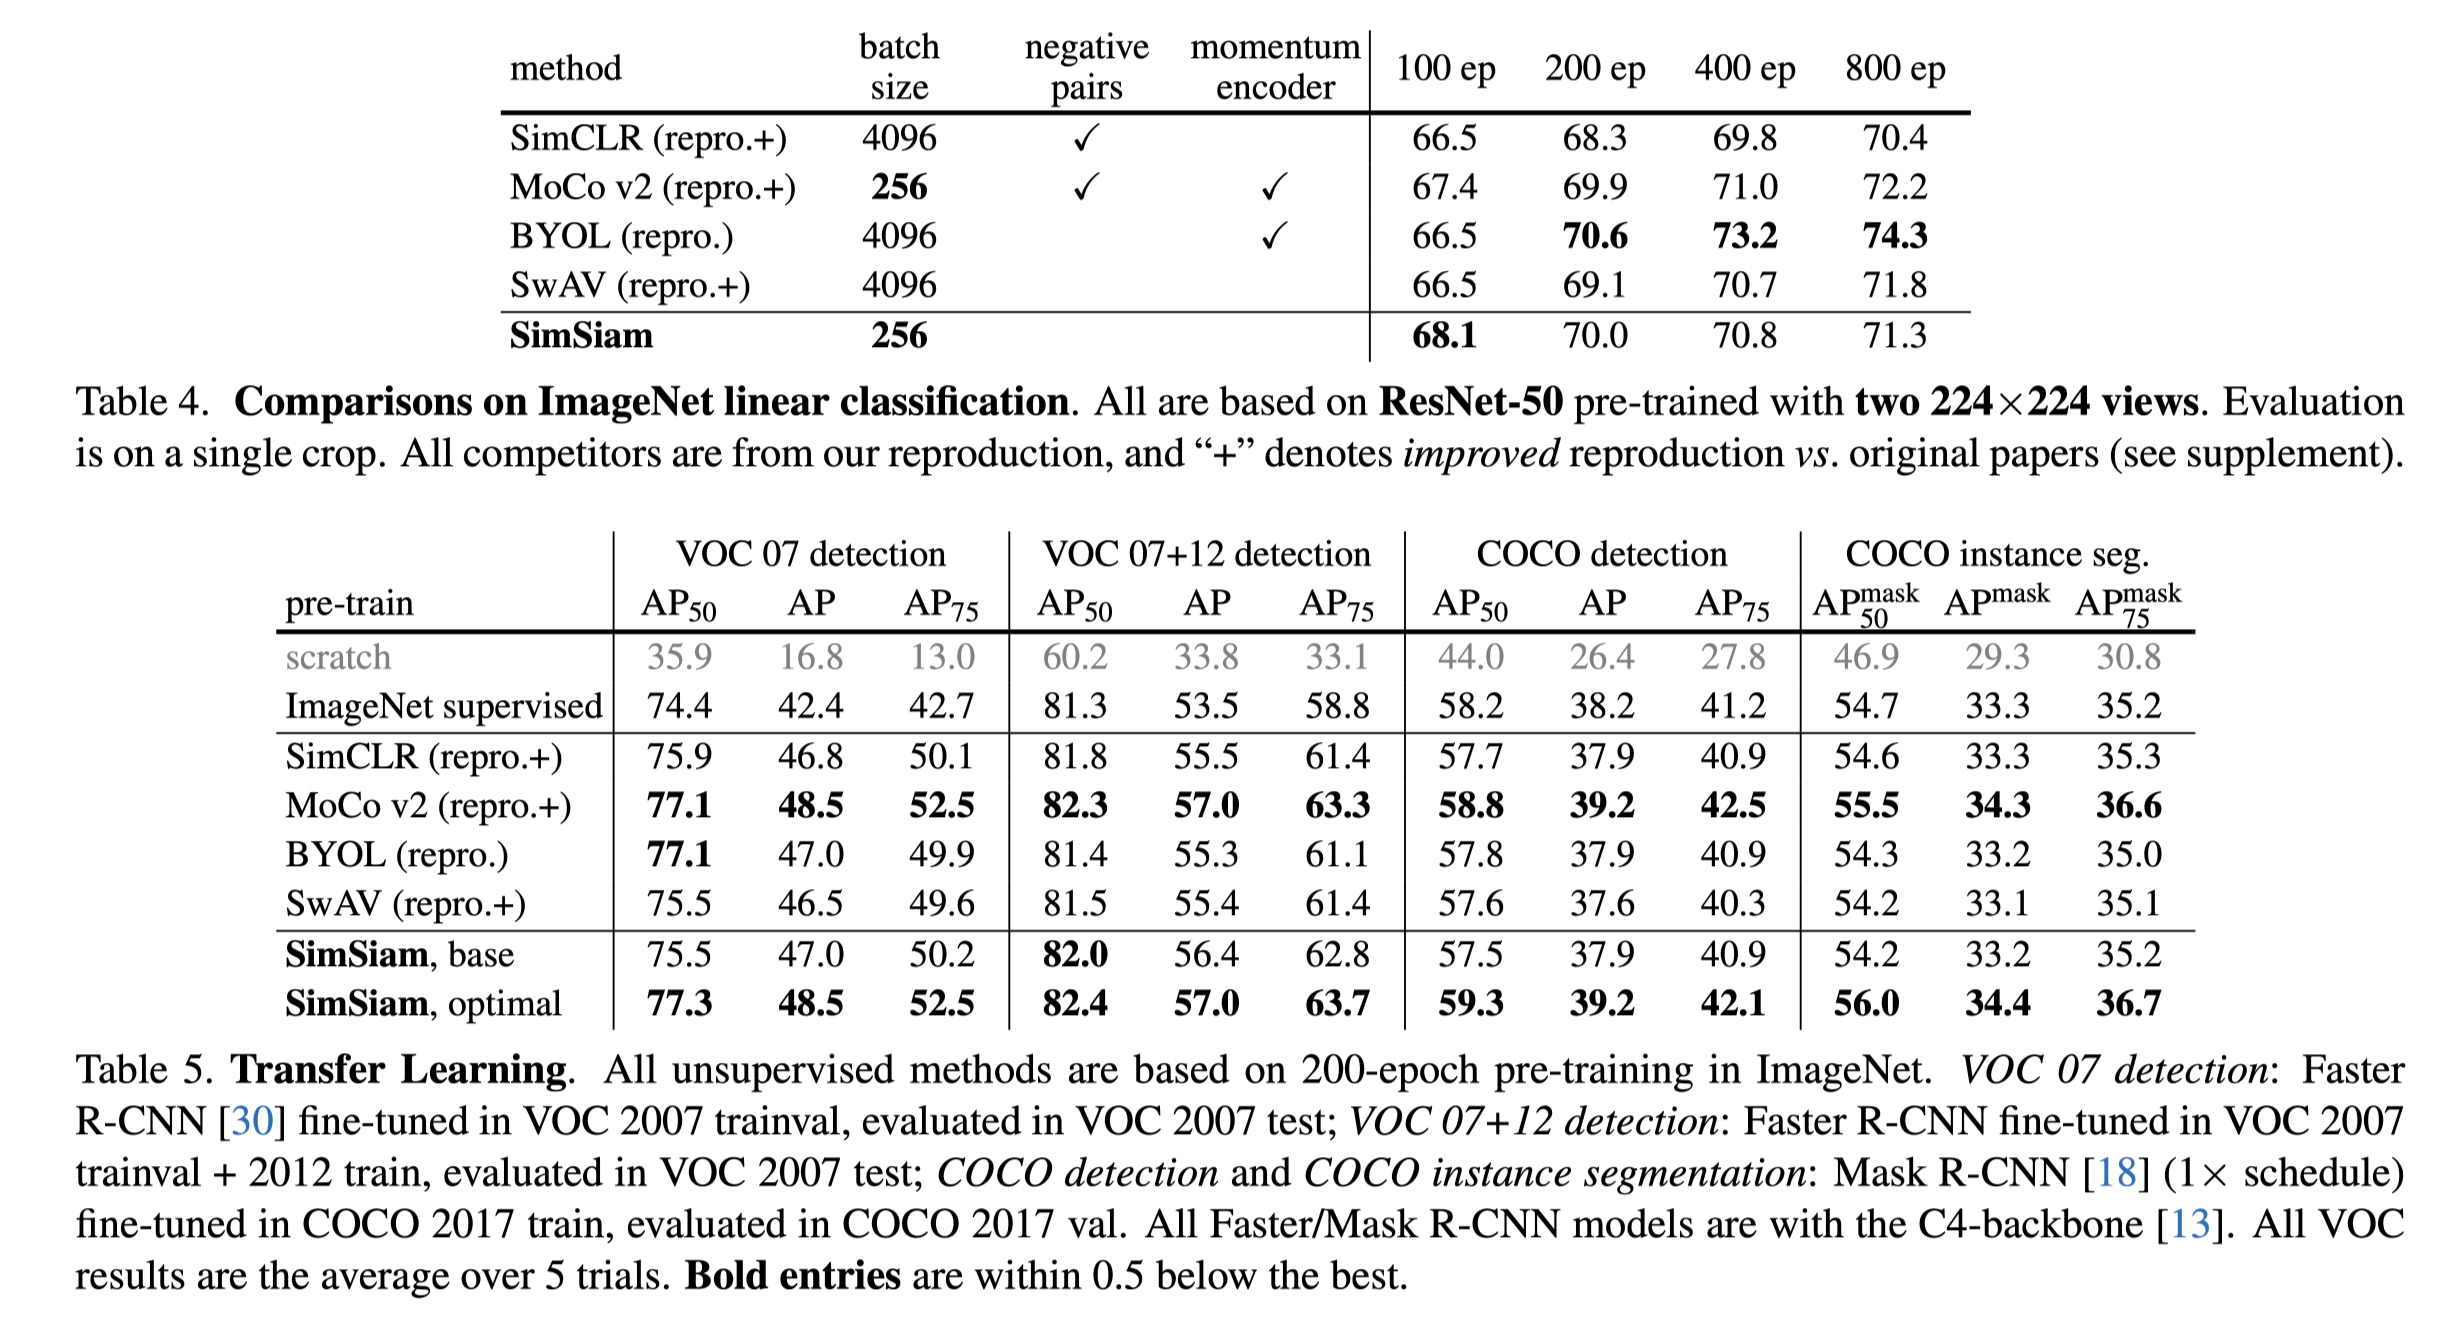 method batch size negative pairs momentum encoder 100 ep 200 ep 400 ep 800 ep
SimCLR (repro.+) 4096 ✓ 66.5 68.3 69.8 70.4
MoCo v2 (repro.+) 256 ✓ ✓ 67.4 69.9 71.0 72.2
BYOL (repro.) 4096 ✓ 66.5 70.6 73.2 74.3
SwAV (repro.+) 4096 66.5 69.1 70.7 71.8
SimSiam 256 68.1 70.0 70.8 71.3
Table 4. Comparisons on ImageNet linear classification. All are based on ResNet-50 pre-trained with two 224×224 views. Evaluation
is on a single crop. All competitors are from our reproduction, and “+” denotes improved reproduction vs. original papers (see supplement).
VOC 07 detection VOC 07+12 detection COCO detection COCO instance seg.
pre-train AP50 AP AP75 AP50 AP AP75 AP50 AP AP75 APmask50 APmask APmask75
scratch 35.9 16.8 13.0 60.2 33.8 33.1 44.0 26.4 27.8 46.9 29.3 30.8
ImageNet supervised 74.4 42.4 42.7 81.3 53.5 58.8 58.2 38.2 41.2 54.7 33.3 35.2
SimCLR (repro.+) 75.9 46.8 50.1 81.8 55.5 61.4 57.7 37.9 40.9 54.6 33.3 35.3
MoCo v2 (repro.+) 77.1 48.5 52.5 82.3 57.0 63.3 58.8 39.2 42.5 55.5 34.3 36.6
BYOL (repro.) 77.1 47.0 49.9 81.4 55.3 61.1 57.8 37.9 40.9 54.3 33.2 35.0
SwAV (repro.+) 75.5 46.5 49.6 81.5 55.4 61.4 57.6 37.6 40.3 54.2 33.1 35.1
SimSiam, base 75.5 47.0 50.2 82.0 56.4 62.8 57.5 37.9 40.9 54.2 33.2 35.2
SimSiam, optimal 77.3 48.5 52.5 82.4 57.0 63.7 59.3 39.2 42.1 56.0 34.4 36.7
Table 5. Transfer Learning. All unsupervised methods are based on 200-epoch pre-training in ImageNet. VOC 07 detection: Faster
R-CNN [30] fine-tuned in VOC 2007 trainval, evaluated in VOC 2007 test; VOC 07+12 detection: Faster R-CNN fine-tuned in VOC 2007
trainval + 2012 train, evaluated in VOC 2007 test; COCO detection and COCO instance segmentation: Mask R-CNN [18] (1× schedule)
fine-tuned in COCO 2017 train, evaluated in COCO 2017 val. All Faster/Mask R-CNN models are with the C4-backbone [13]. All VOC
results are the average over 5 trials. Bold entries are within 0.5 below the best.